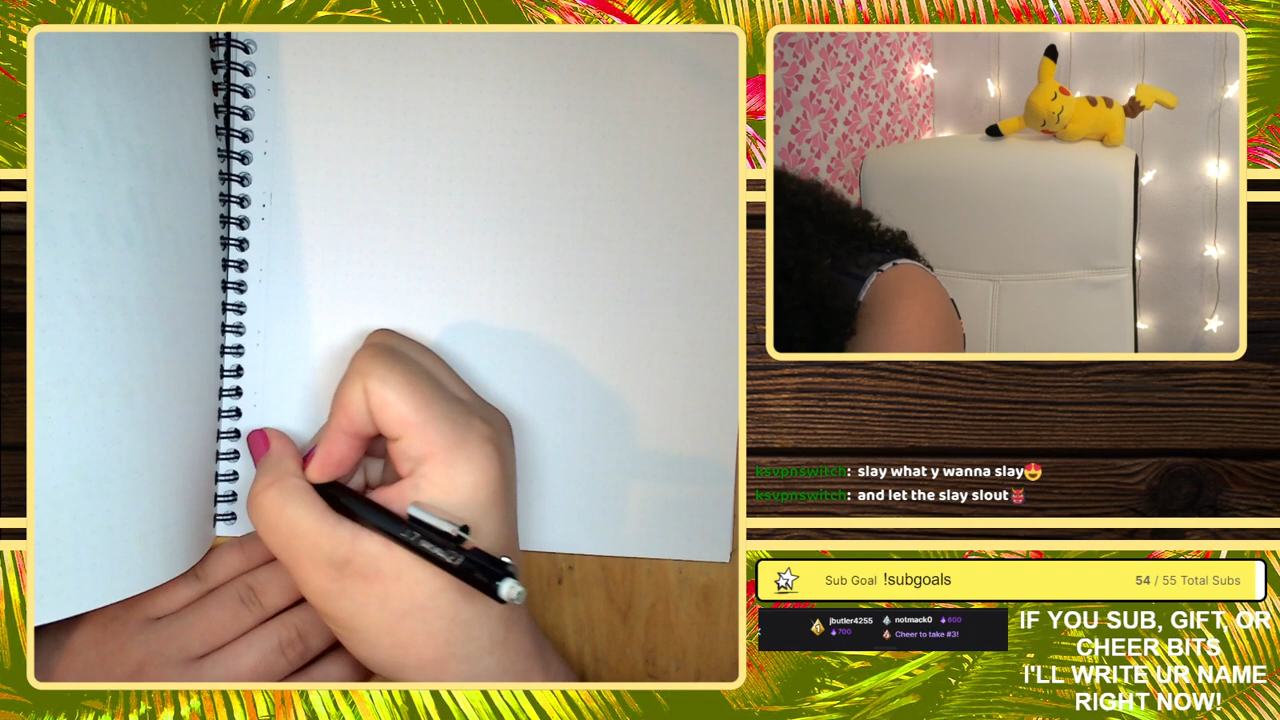 ksvpnswitch: slay what y wanna slay😍
ksvpnswitch: and let the slay slout👹
Sub Goal !subgoals 54 / 55 Total Subs
1 jbutler4255 700
notmack0 600
Cheer to take #3!
IF YOU SUB, GIFT, OR
CHEER BITS
I'LL WRITE UR NAME
RIGHT NOW!